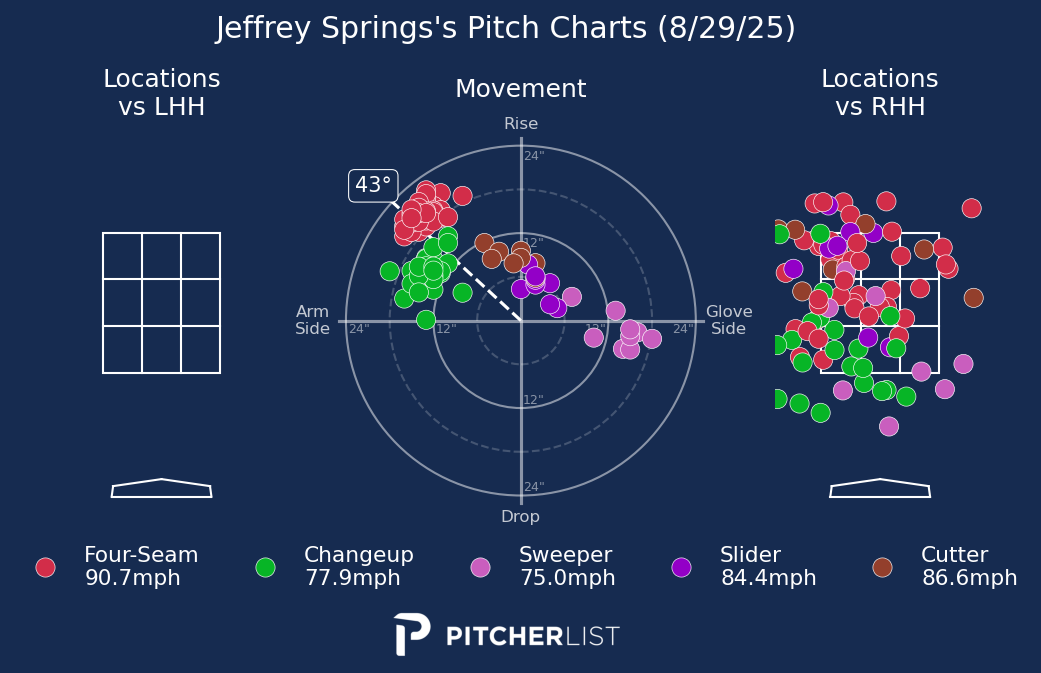 Jeffrey Springs's Pitch Charts (8/29/25)
Locations
vs LHH
Movement
Locations
vs RHH
Rise
24"
43°
12"
Arm
Side
24"
12"
12"
24"
Glove
Side
12"
24"
Drop
Four-Seam
90.7mph
Changeup
77.9mph
Sweeper
75.0mph
Slider
84.4mph
Cutter
86.6mph
PITCHERLIST